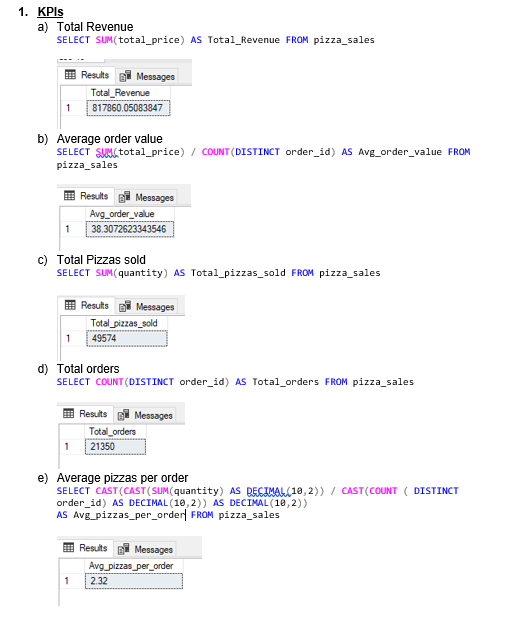 1. KPIs
a) Total Revenue
SELECT SUM(total_price) AS Total_Revenue FROM pizza_sales
Results Messages
Total_Revenue
1 817860.05083847
b) Average order value
SELECT SUM(total_price) / COUNT(DISTINCT order_id) AS Avg_order_value FROM
pizza_sales
Results Messages
Avg_order_value
1 38.3072623343546
c) Total Pizzas sold
SELECT SUM(quantity) AS Total_pizzas_sold FROM pizza_sales
Results Messages
Total_pizzas_sold
1 49574
d) Total orders
SELECT COUNT(DISTINCT order_id) AS Total_orders FROM pizza_sales
Results Messages
Total_orders
1 21350
e) Average pizzas per order
SELECT CAST(CAST(SUM(quantity) AS DECIMAL(10,2)) / CAST(COUNT ( DISTINCT
order_id) AS DECIMAL(10,2)) AS DECIMAL(10,2))
AS Avg_pizzas_per_order FROM pizza_sales
Results Messages
Avg_pizzas_per_order
1 2.32